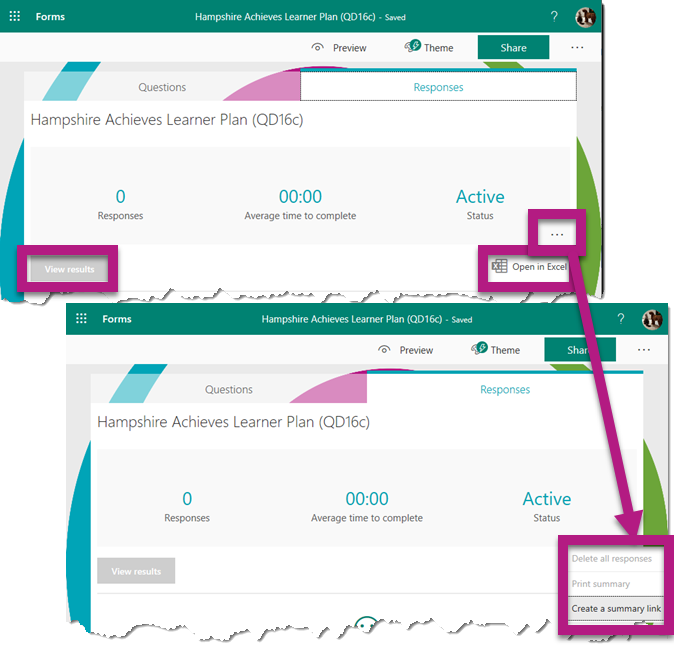 Forms Hampshire Achieves Learner Plan (QD16c) - Saved ?
Preview Theme Share ...
Questions Responses
Hampshire Achieves Learner Plan (QD16c)
0 00:00 Active
Responses Average time to complete Status
...
View results Open in Excel
Forms Hampshire Achieves Learner Plan (QD16c) - Saved ?
Preview Theme Shar ...
Questions Responses
Hampshire Achieves Learner Plan (QD16c)
0 00:00 Active
Responses Average time to complete Status
View results
Delete all responses
Print summary
Create a summary link